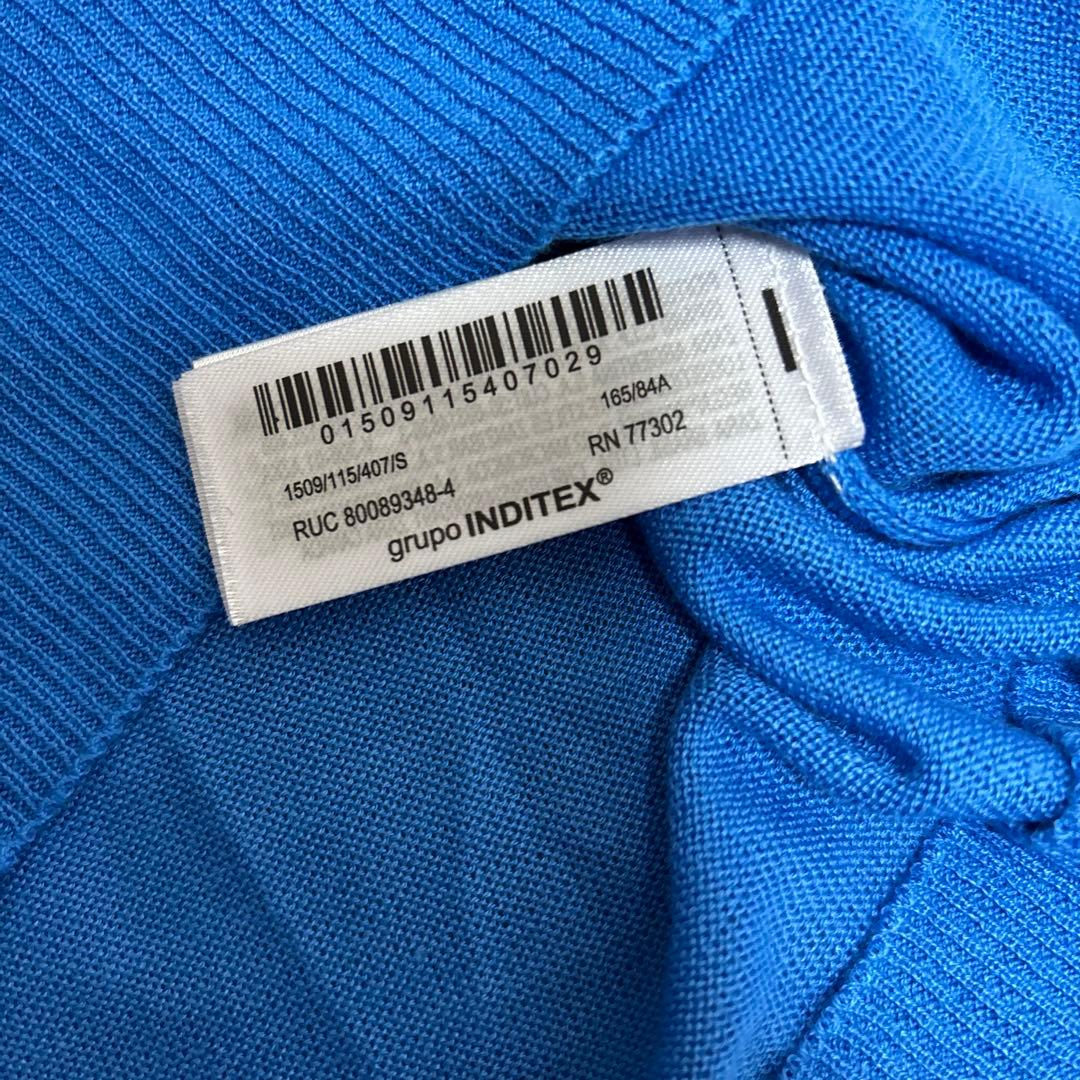 01509115407029
1509/115/407/S
165/84A
RUC 80089348-4
RN 77302
grupo INDITEX®